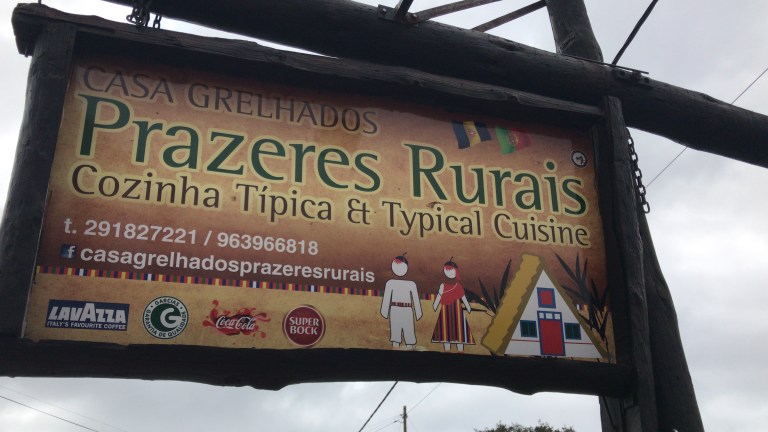 CASA GRELHADOS
Prazeres Rurais
Cozinha Típica & Typical Cuisine
t. 291827221 / 963966818
f casagrelhadosprazeresrurais
LAVAZZA
ITALY'S FAVOURITE COFFEE
GARCIAS
Coca-Cola
SUPER
BOCK